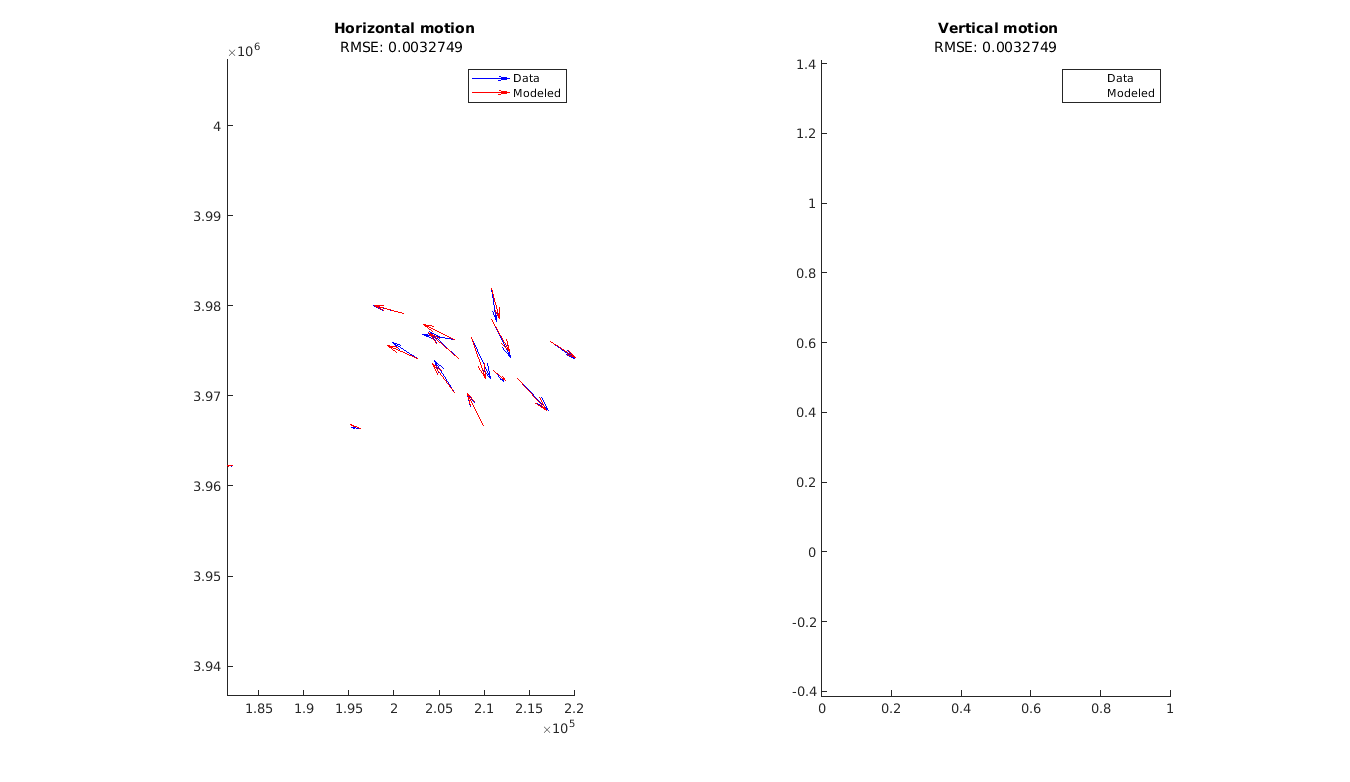 Horizontal motion
RMSE: 0.0032749
×10^6
Data
Modeled
4
3.99
3.98
3.97
3.96
3.95
3.94
1.85 1.9 1.95 2 2.05 2.1 2.15 2.2
×10^5
Vertical motion
RMSE: 0.0032749
Data
Modeled
1.4
1.2
1
0.8
0.6
0.4
0.2
0
-0.2
-0.4
0 0.2 0.4 0.6 0.8 1